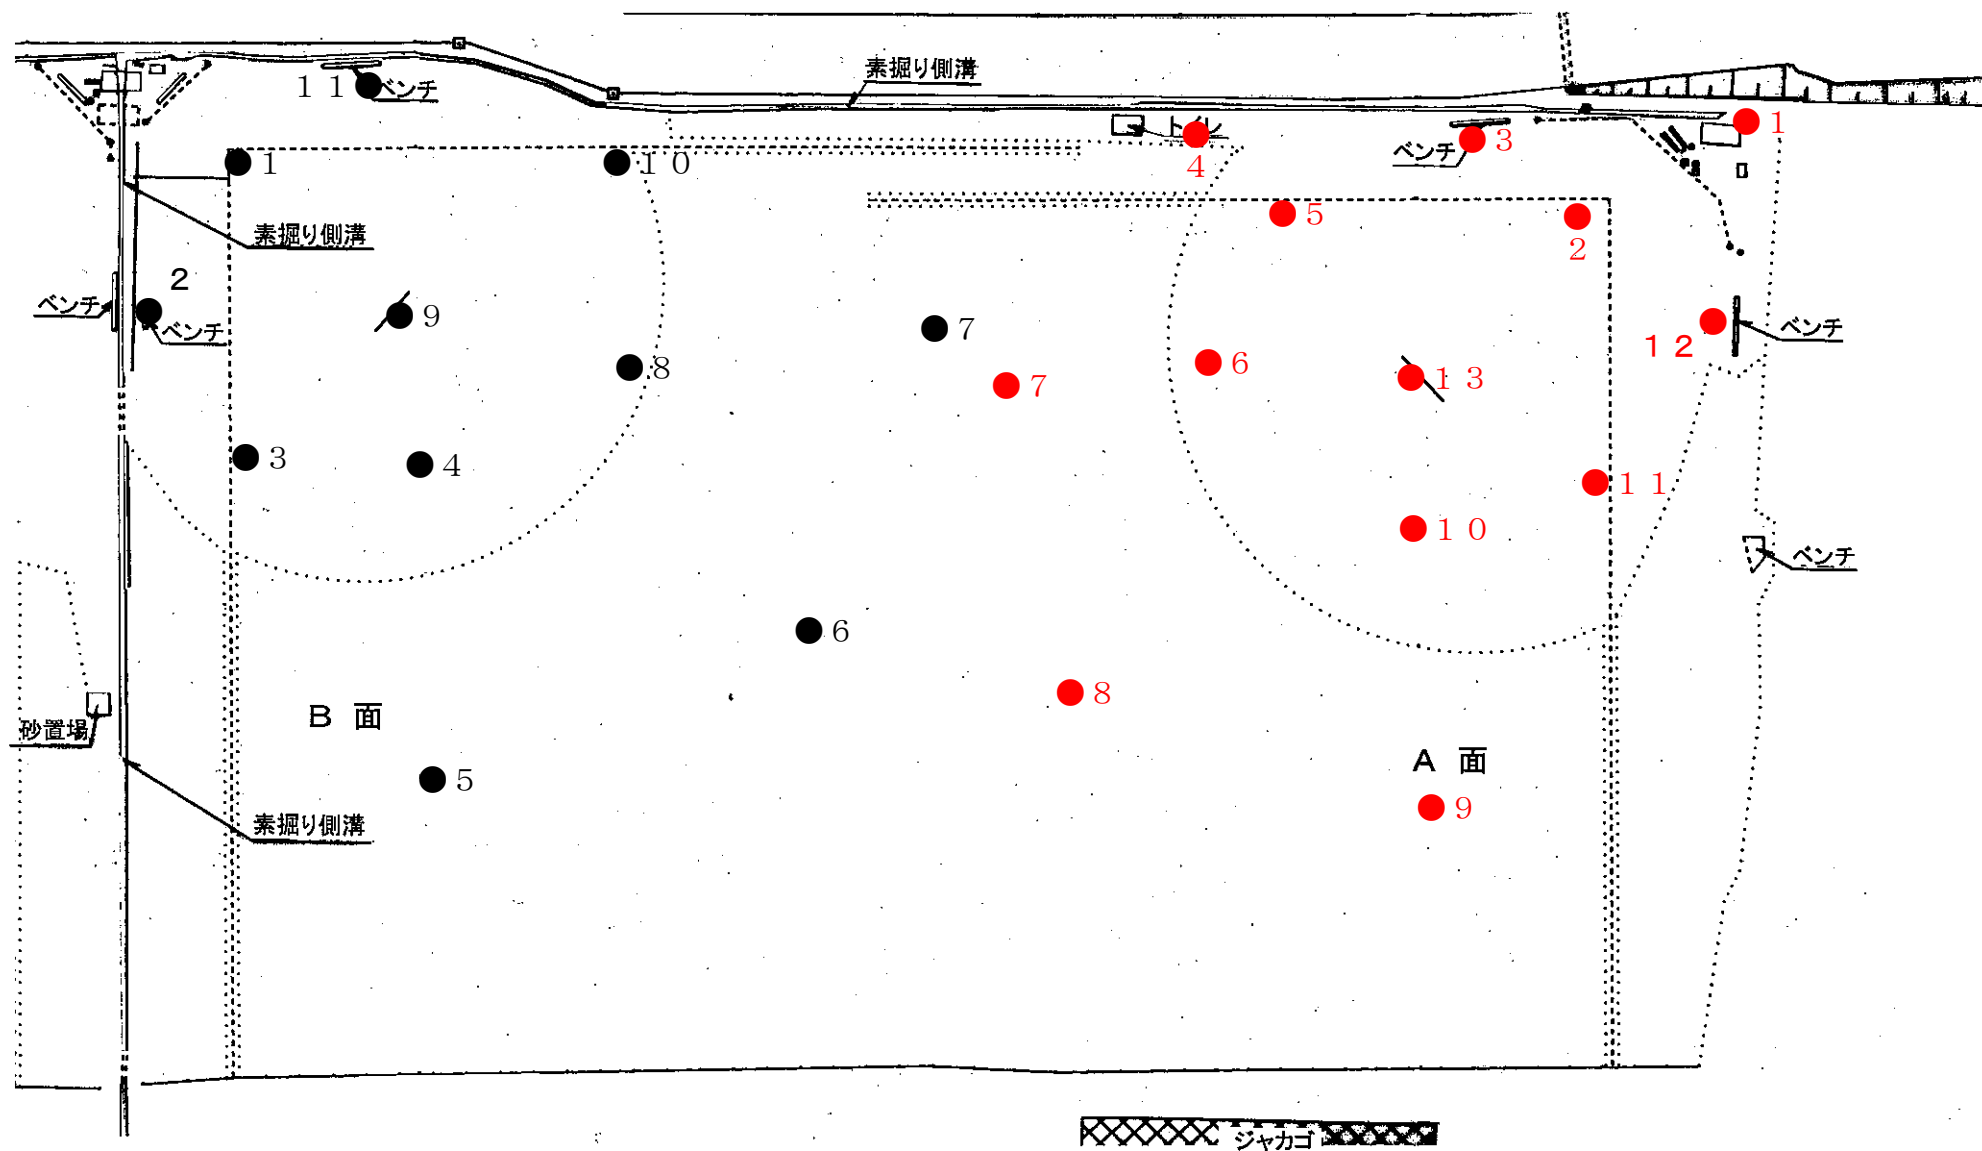 素掘り側溝
１１
ベンチ
トイレ
４
ベンチ
３
１
１
１０
５
２
素掘り側溝
２
ベンチ
ベンチ
９
８
７
７
６
１３
１２
ベンチ
３
４
１１
１０
ベンチ
６
８
砂置場
Ｂ 面
Ａ 面
５
９
素掘り側溝
ジャカゴ